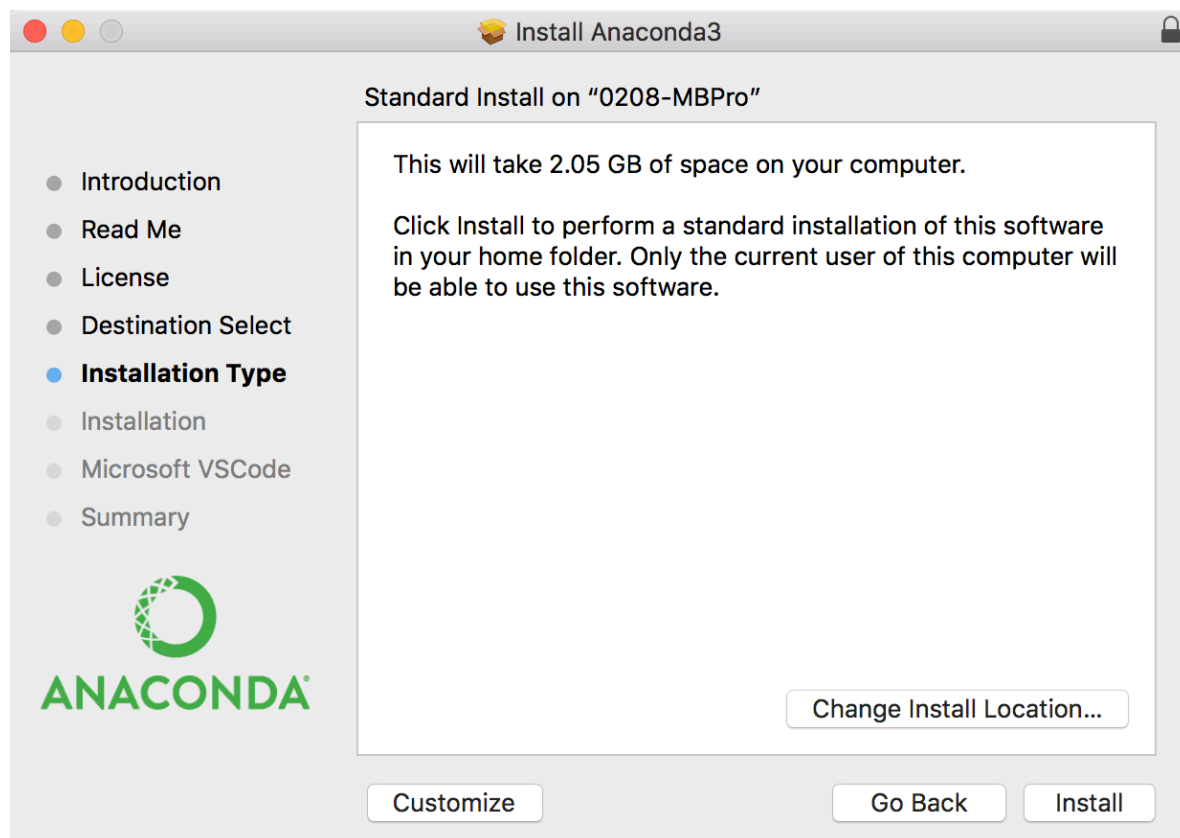 Install Anaconda3
Standard Install on “0208-MBPro”
Introduction
Read Me
License
Destination Select
Installation Type
Installation
Microsoft VSCode
Summary
ANACONDA
This will take 2.05 GB of space on your computer.
Click Install to perform a standard installation of this software
in your home folder. Only the current user of this computer will
be able to use this software.
Change Install Location...
Customize
Go Back
Install